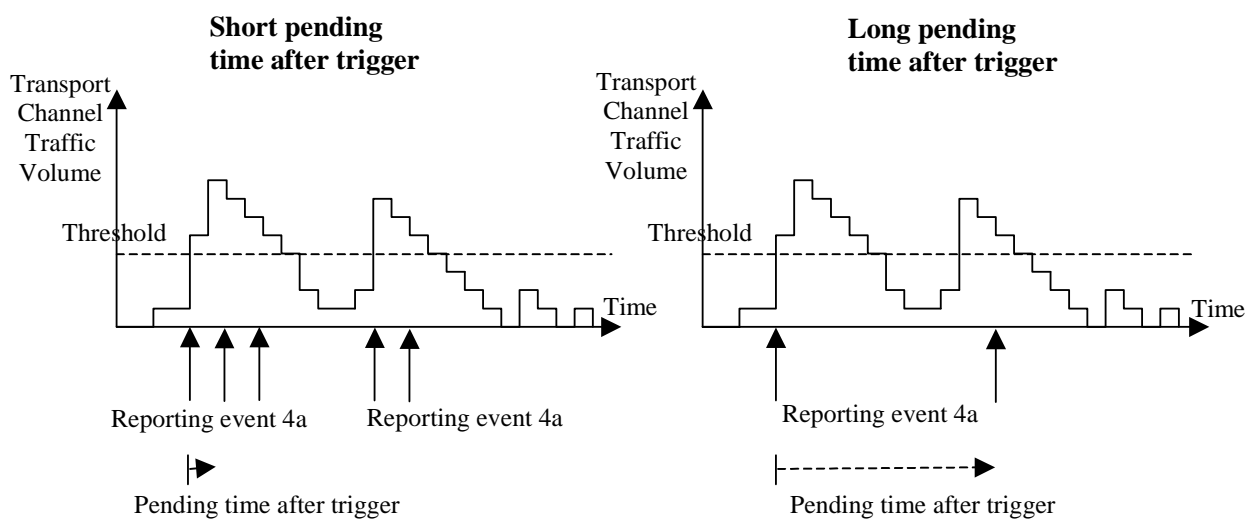 Short pending
time after trigger
Transport
Channel
Traffic
Volume
Threshold
Time
Reporting event 4a
Reporting event 4a
Pending time after trigger
Long pending
time after trigger
Transport
Channel
Traffic
Volume
Threshold
Time
Reporting event 4a
Pending time after trigger